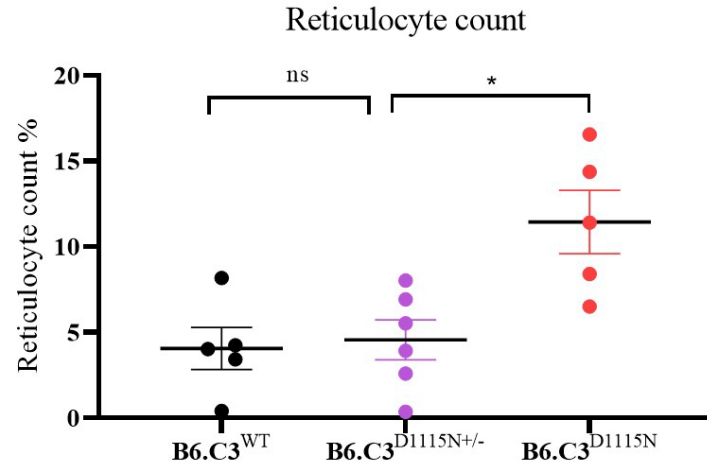 Reticulocyte count
ns
*
Reticulocyte count %
20
15
10
5
0
B6.C3WT
B6.C3D1115N+/-
B6.C3D1115N